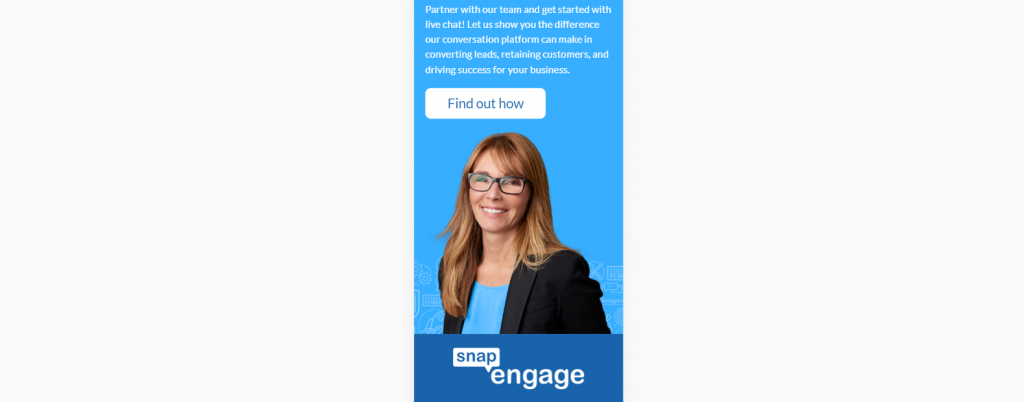 Partner with our team and get started with
live chat! Let us show you the difference
our conversation platform can make in
converting leads, retaining customers, and
driving success for your business.
Find out how
snap
engage